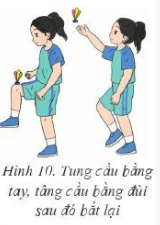 Hình 10. Tung cầu bằng
tay, tâng cầu bằng đùi
sau đó bắt lại